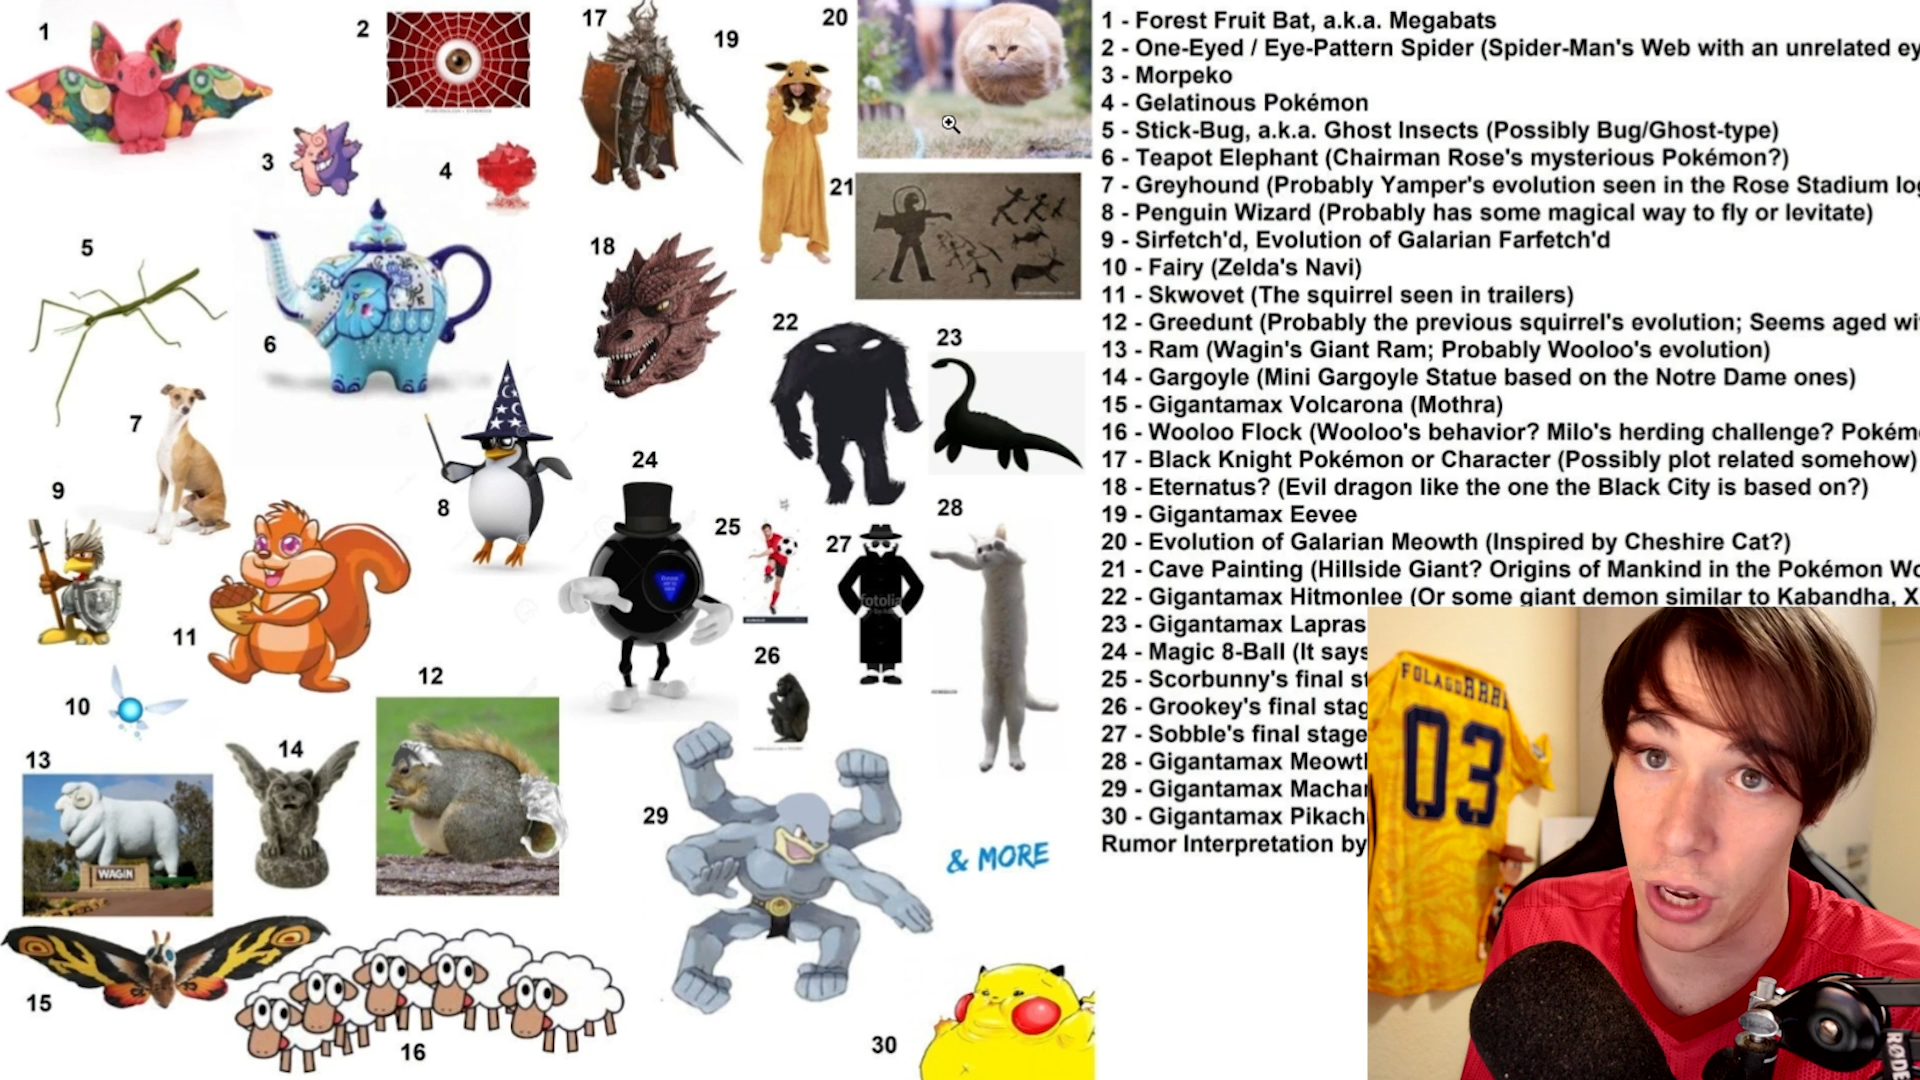 1
2
17
19
20
3
4
21
5
18
6
22
23
7
24
9
8
25
27
28
11
26
10
12
13
14
29
WAGIN
fotolia
& MORE
15
16
30
1 - Forest Fruit Bat, a.k.a. Megabats
2 - One-Eyed / Eye-Pattern Spider (Spider-Man's Web with an unrelated ey
3 - Morpeko
4 - Gelatinous Pokémon
5 - Stick-Bug, a.k.a. Ghost Insects (Possibly Bug/Ghost-type)
6 - Teapot Elephant (Chairman Rose's mysterious Pokémon?)
7 - Greyhound (Probably Yamper's evolution seen in the Rose Stadium log
8 - Penguin Wizard (Probably has some magical way to fly or levitate)
9 - Sirfetch'd, Evolution of Galarian Farfetch'd
10 - Fairy (Zelda's Navi)
11 - Skwovet (The squirrel seen in trailers)
12 - Greedunt (Probably the previous squirrel's evolution; Seems aged wi
13 - Ram (Wagin's Giant Ram; Probably Wooloo's evolution)
14 - Gargoyle (Mini Gargoyle Statue based on the Notre Dame ones)
15 - Gigantamax Volcarona (Mothra)
16 - Wooloo Flock (Wooloo's behavior? Milo's herding challenge? Pokém
17 - Black Knight Pokémon or Character (Possibly plot related somehow)
18 - Eternatus? (Evil dragon like the one the Black City is based on?)
19 - Gigantamax Eevee
20 - Evolution of Galarian Meowth (Inspired by Cheshire Cat?)
21 - Cave Painting (Hillside Giant? Origins of Mankind in the Pokémon Wo
22 - Gigantamax Hitmonlee (Or some giant demon similar to Kabandha, X
23 - Gigantamax Lapras
24 - Magic 8-Ball (It says
25 - Scorbunny's final st
26 - Grookey's final stag
27 - Sobble's final stage
28 - Gigantamax Meowt
29 - Gigantamax Macha
30 - Gigantamax Pikach
Rumor Interpretation by
03
RØDE